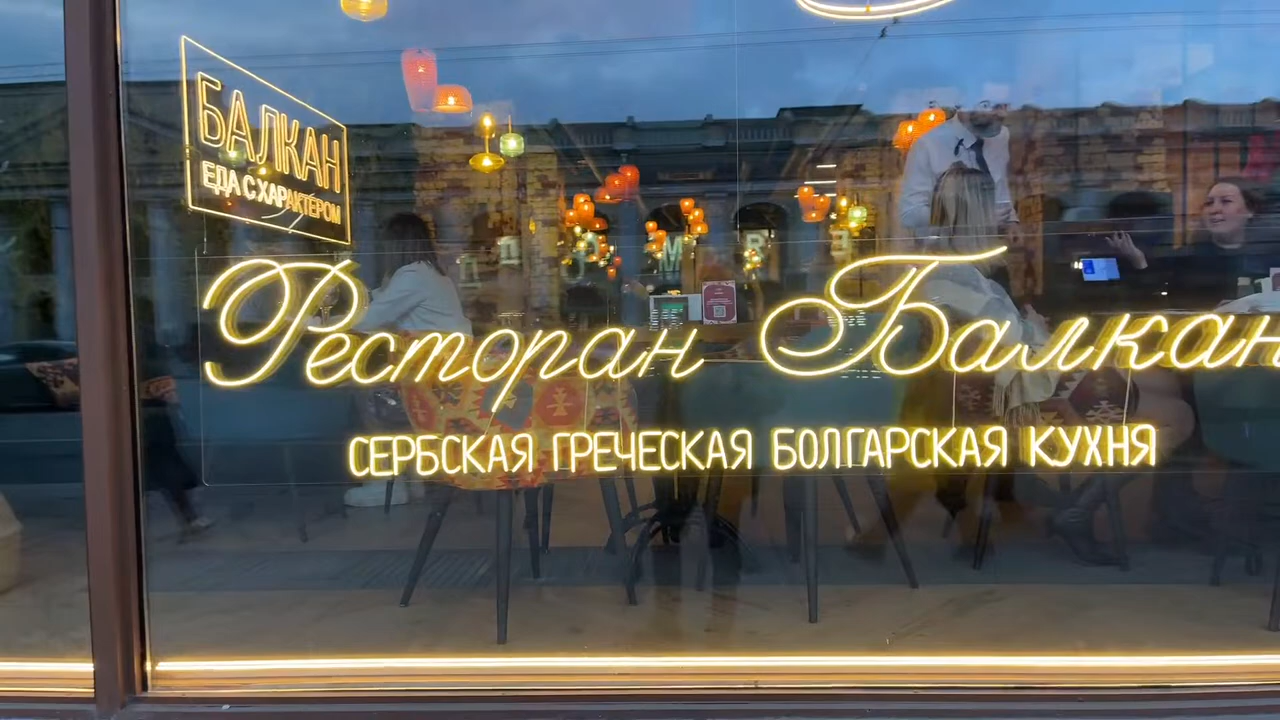 БАЛКАН
ЕДА С ХАРАКТЕРОМ
Ресторан Балкан
СЕРБСКАЯ ГРЕЧЕСКАЯ БОЛГАРСКАЯ КУХНЯ